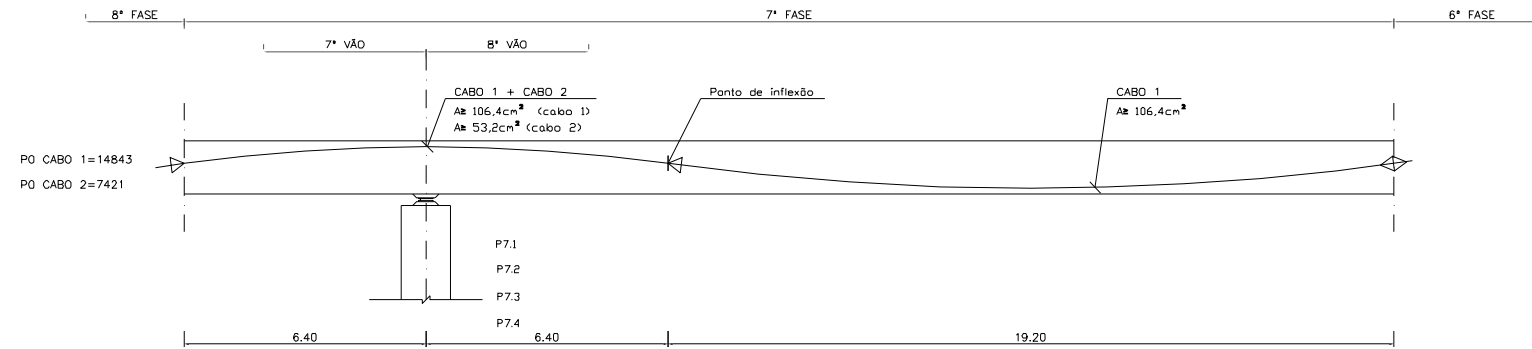 8ª FASE
7ª FASE
6ª FASE
7° VÃO
8° VÃO
CABO 1 + CABO 2
A≥ 106,4cm² (cabo 1)
A≥ 53,2cm² (cabo 2)
Ponto de inflexão
CABO 1
A≥ 106,4cm²
P0 CABO 1=14843
P0 CABO 2=7421
P7.1
P7.2
P7.3
P7.4
6.40
6.40
19.20